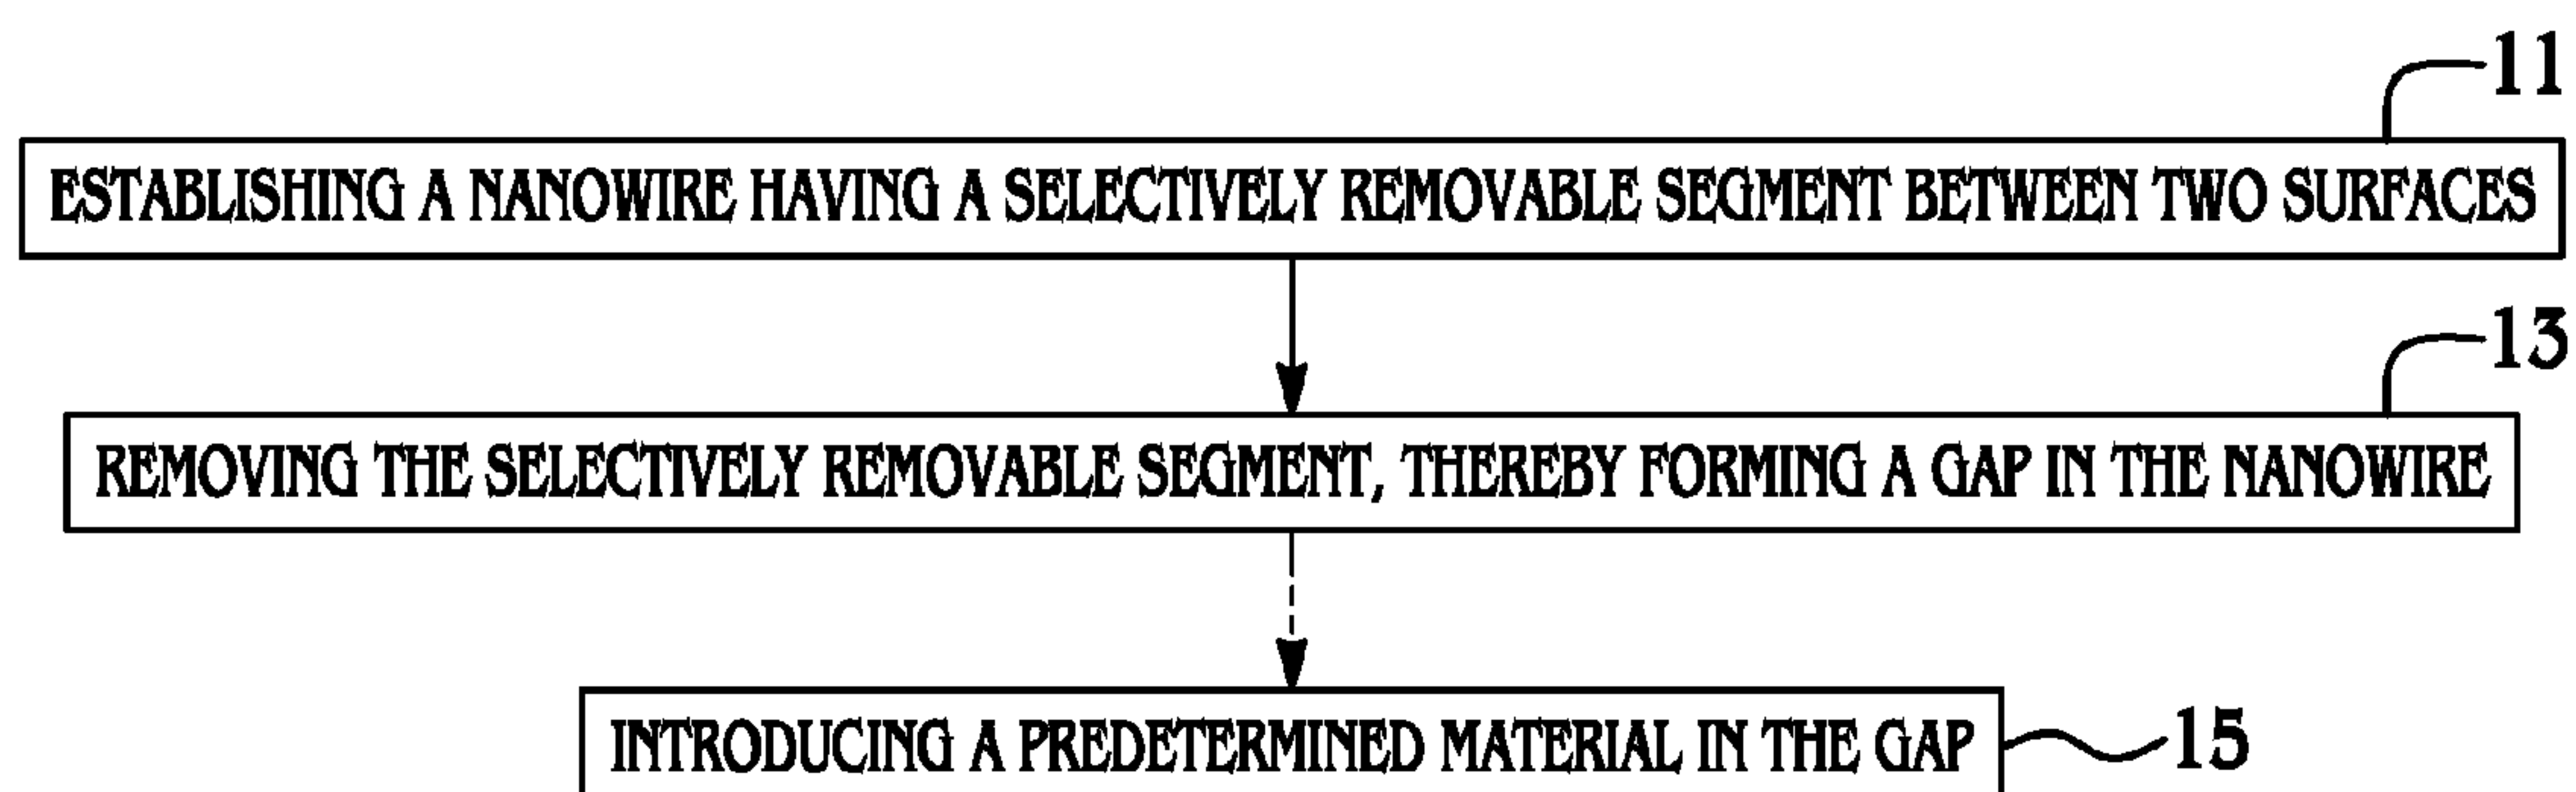 11
ESTABLISHING A NANOWIRE HAVING A SELECTIVELY REMOVABLE SEGMENT BETWEEN TWO SURFACES
13
REMOVING THE SELECTIVELY REMOVABLE SEGMENT, THEREBY FORMING A GAP IN THE NANOWIRE
INTRODUCING A PREDETERMINED MATERIAL IN THE GAP 15